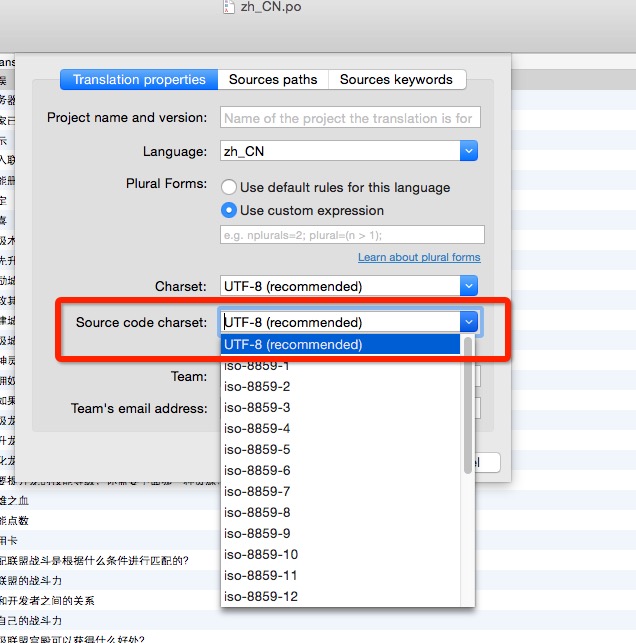 zh_CN.po
Translation properties
Sources paths
Sources keywords
Project name and version:
Name of the project the translation is for
Language:
zh_CN
Plural Forms:
Use default rules for this language
Use custom expression
e.g. nplurals=2; plural=(n > 1);
Learn about plural forms
Charset:
UTF-8 (recommended)
Source code charset:
UTF-8 (recommended)
UTF-8 (recommended)
iso-8859-1
iso-8859-2
Team:
iso-8859-3
Team's email address:
iso-8859-4
iso-8859-5
iso-8859-6
iso-8859-7
iso-8859-8
iso-8859-9
iso-8859-10
iso-8859-11
iso-8859-12
难之血
能点数
用卡
配联盟战斗是根据什么条件进行匹配的?
联盟的战斗力
和开发者之间的关系
自己的战斗力
级联盟宫殿可以获得什么好处?